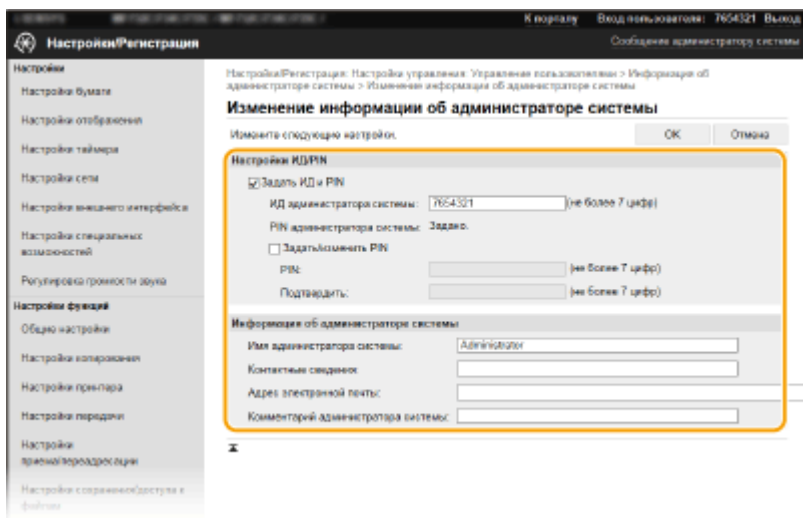 К порталу Вход пользователя: 7654321 Выход
Настройки/Регистрация
Сообщение администратору системы
Настройки
Настройки бумаги
Настройки отображения
Настройки таймера
Настройки сети
Настройки внешнего интерфейса
Настройки специальных
возможностей
Регулировка громкости звука
Настройки функций
Общие настройки
Настройки копирования
Настройки принтера
Настройки передачи
Настройки
приема/переадресации
Настройки сохранения/доступа к
файлам
Настройки/Регистрация: Настройки управления: Управление пользователями > Информация об
администраторе системы > Изменение информации об администраторе системы
Изменение информации об администраторе системы
Измените следующие настройки.
OK
Отмена
Настройки ИД/PIN
Задать ИД и PIN
ИД администратора системы: 7654321 (не более 7 цифр)
PIN администратора системы: Задано.
Задать/изменить PIN
PIN: (не более 7 цифр)
Подтвердить: (не более 7 цифр)
Информация об администраторе системы
Имя администратора системы: Administrator
Контактные сведения:
Адрес электронной почты:
Комментарий администратора системы: